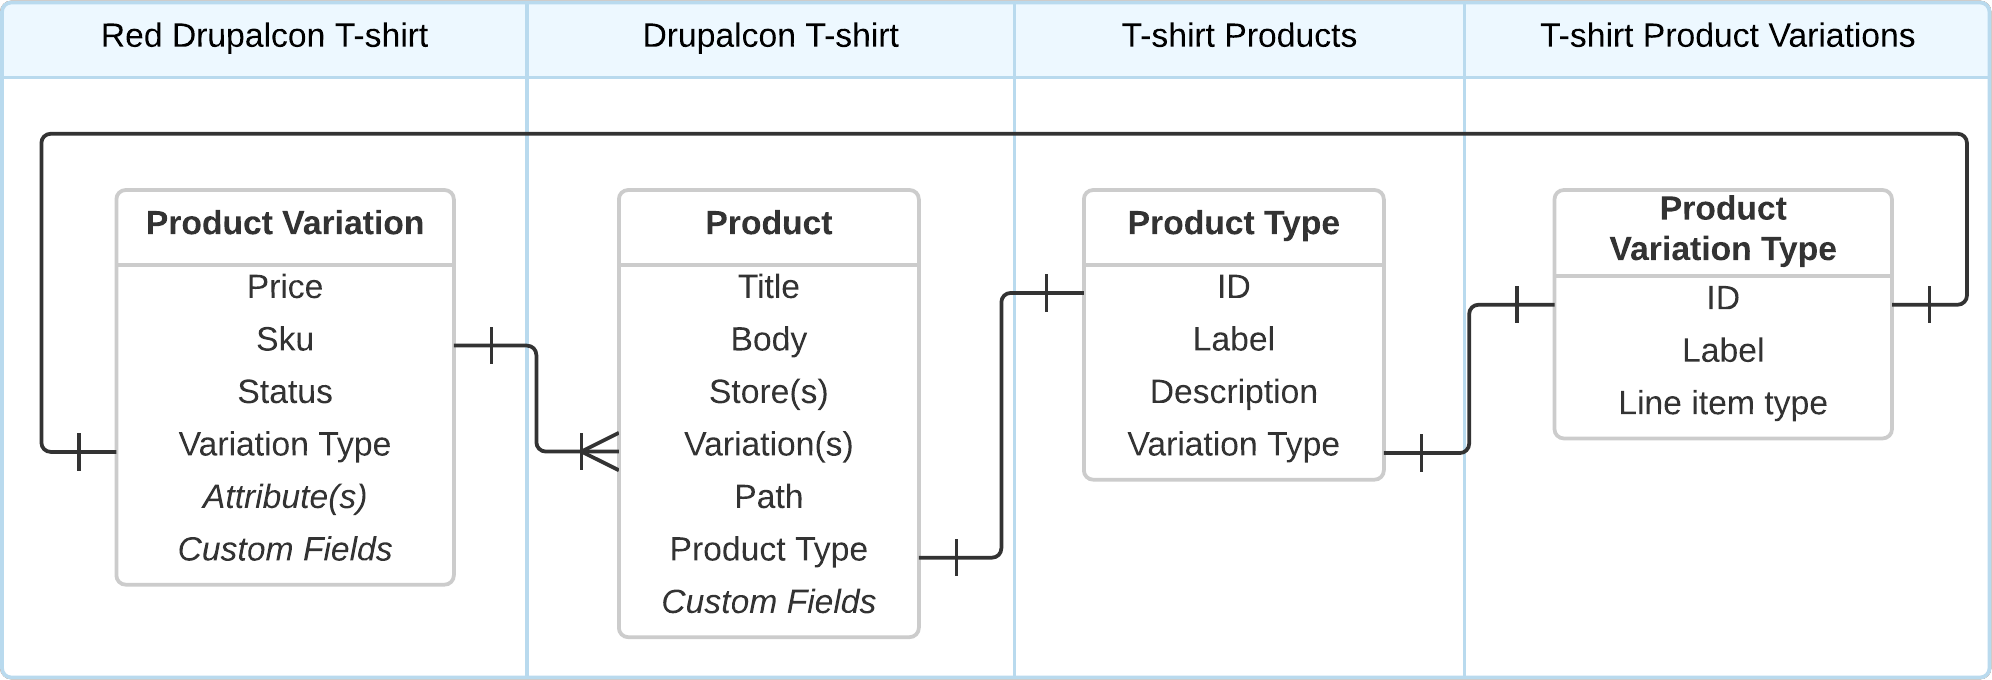 Red Drupalcon T-shirt
Drupalcon T-shirt
T-shirt Products
T-shirt Product Variations
Product Variation
Price
Sku
Status
Variation Type
Attribute(s)
Custom Fields
Product
Title
Body
Store(s)
Variation(s)
Path
Product Type
Custom Fields
Product Type
ID
Label
Description
Variation Type
Product
Variation Type
ID
Label
Line item type